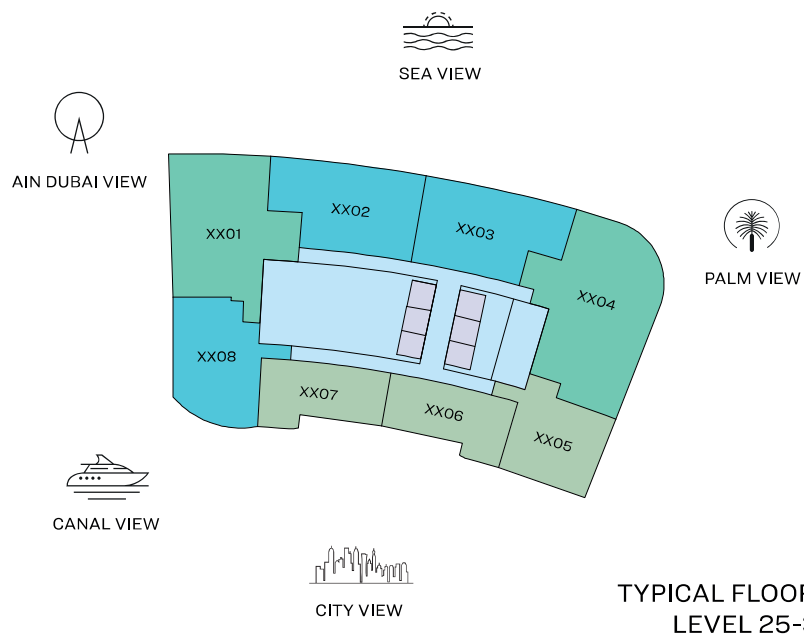 SEA VIEW
AIN DUBAI VIEW
XX02
XX01
XX03
PALM VIEW
XX04
XX08
XX07
XX06
XX05
CANAL VIEW
CITY VIEW
TYPICAL FLOOR
LEVEL 25-